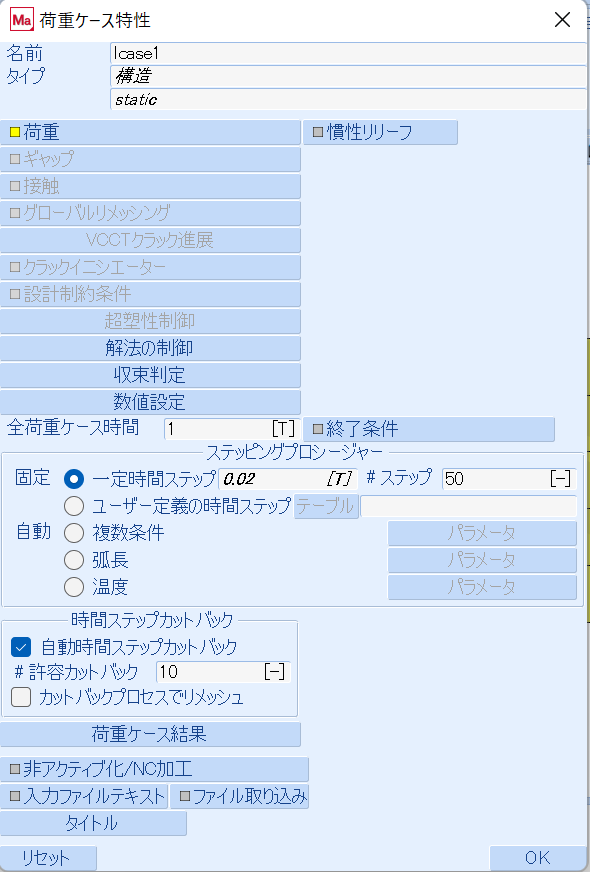 Ma 荷重ケース特性
名前 lcase1
タイプ 構造
static
荷重 慣性リリーフ
ギャップ
接触
グローバルリメッシング
VCCTクラック進展
クラックイニシエーター
設計制約条件
超塑性制御
解法の制御
収束判定
数値設定
全荷重ケース時間 1 [T] 終了条件
ステッピングプロシージャー
固定 一定時間ステップ 0.02 [T] # ステップ 50 [-]
ユーザー定義の時間ステップ テーブル
自動 複数条件 パラメータ
弧長 パラメータ
温度 パラメータ
時間ステップカットバック
自動時間ステップカットバック
# 許容カットバック 10 [-]
カットバックプロセスでリメッシュ
荷重ケース結果
非アクティブ化/NC加工
入力ファイルテキスト ファイル取り込み
タイトル
リセット OK